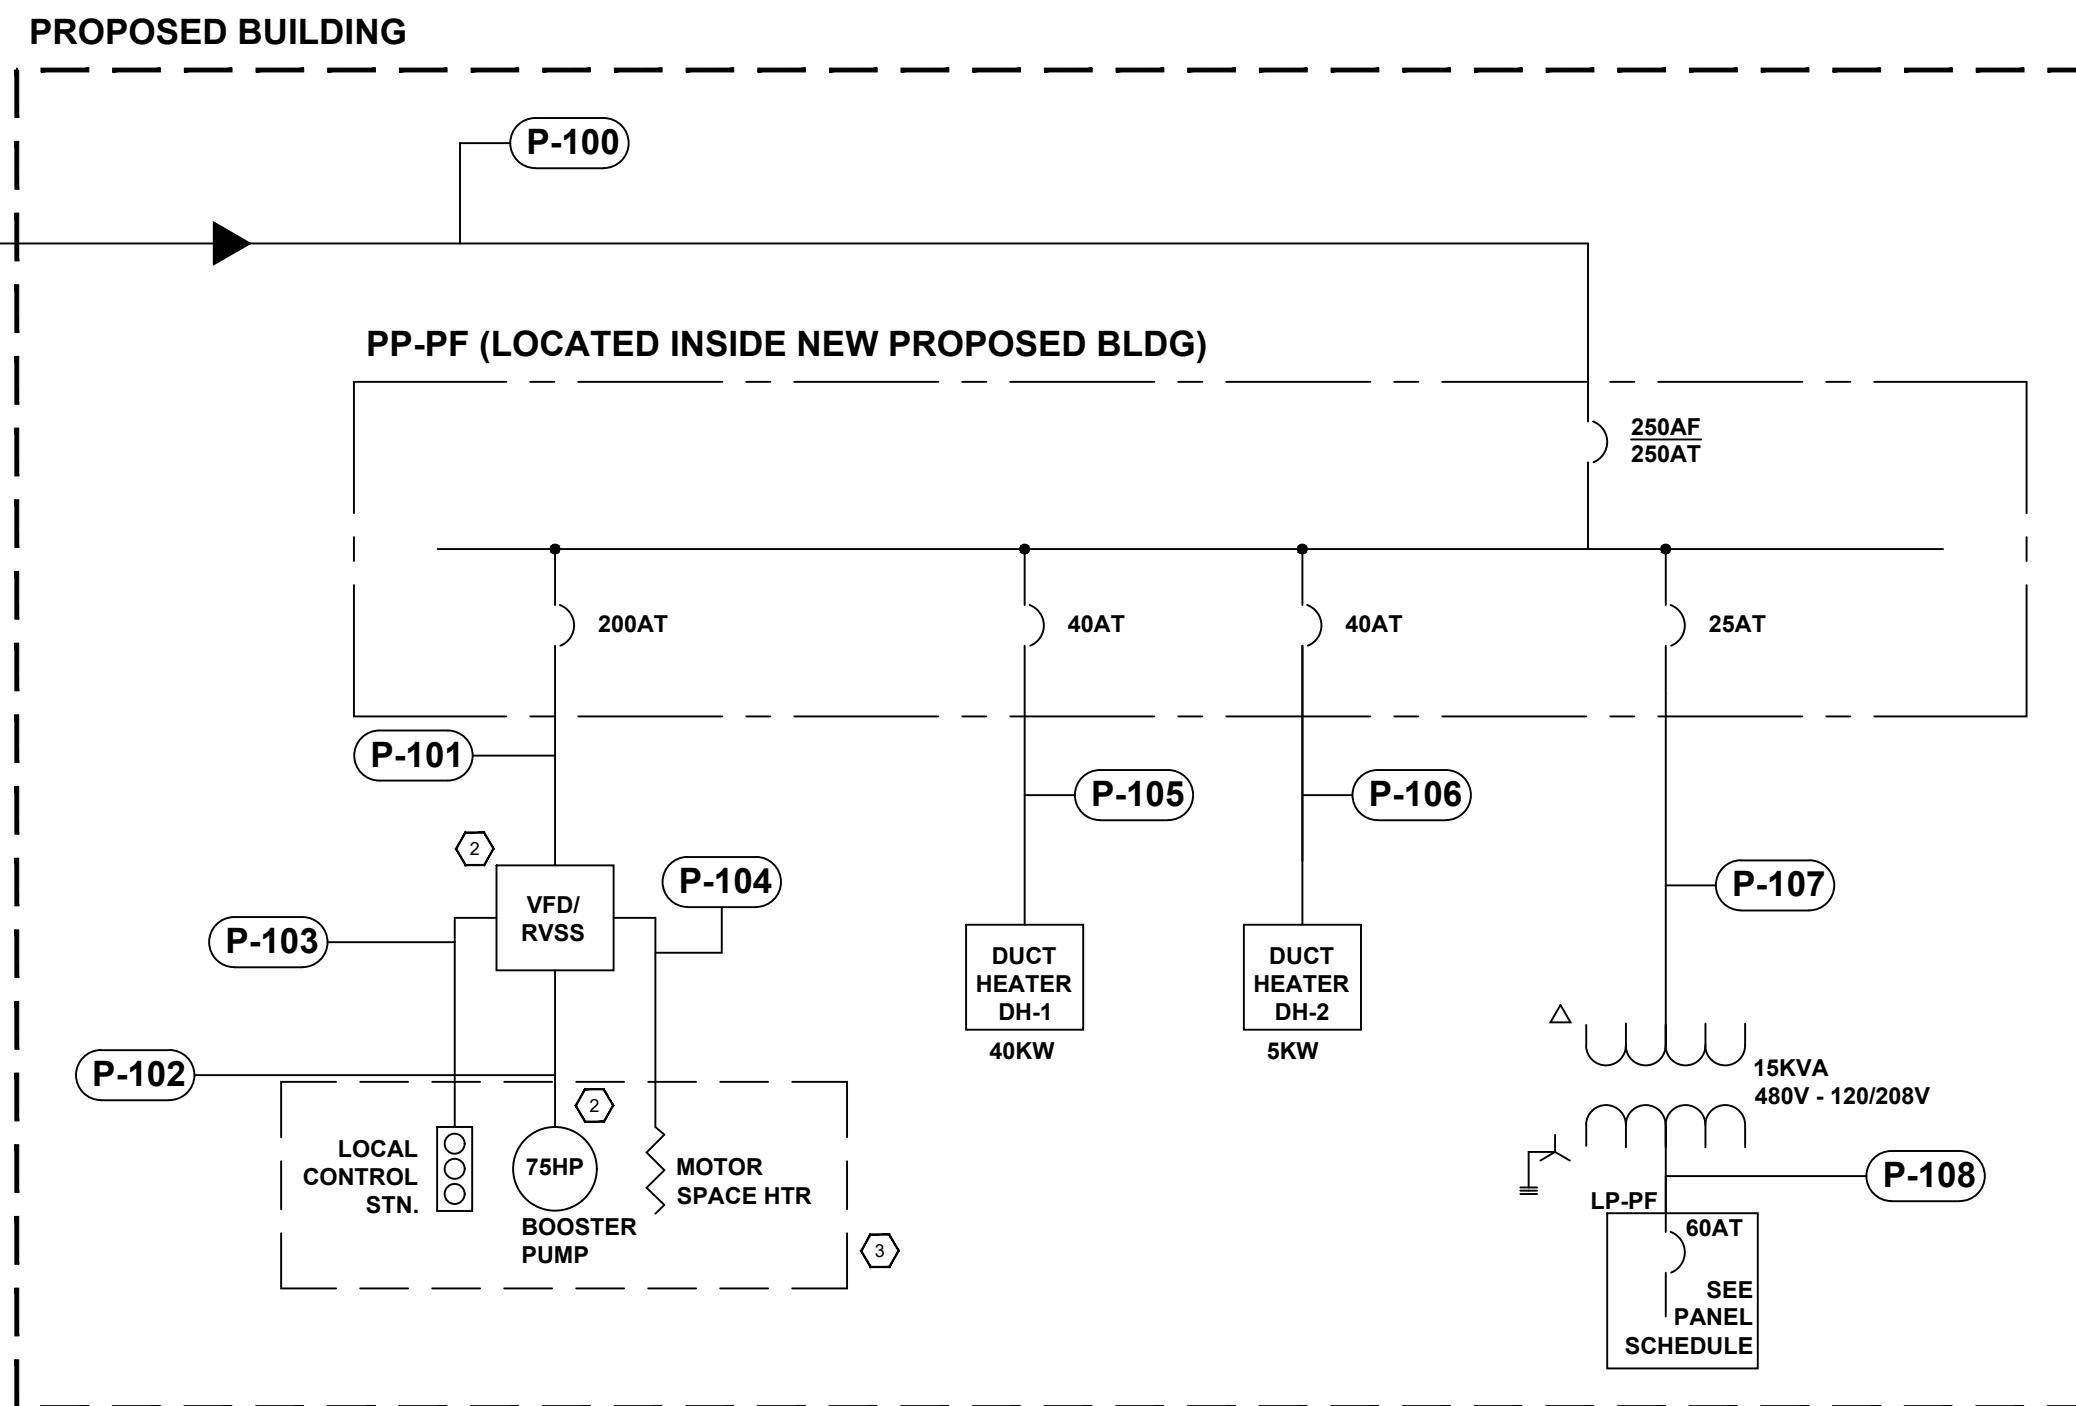 PROPOSED BUILDING
P-100
PP-PF (LOCATED INSIDE NEW PROPOSED BLDG)
250AF
250AT
200AT
40AT
40AT
25AT
P-101
P-105
P-106
2
P-104
P-107
VFD/
RVSS
P-103
DUCT
HEATER
DH-1
40KW
DUCT
HEATER
DH-2
5KW
P-102
15KVA
480V - 120/208V
2
LOCAL
CONTROL
STN.
75HP
BOOSTER
PUMP
MOTOR
SPACE HTR
3
P-108
LP-PF
60AT
SEE
PANEL
SCHEDULE